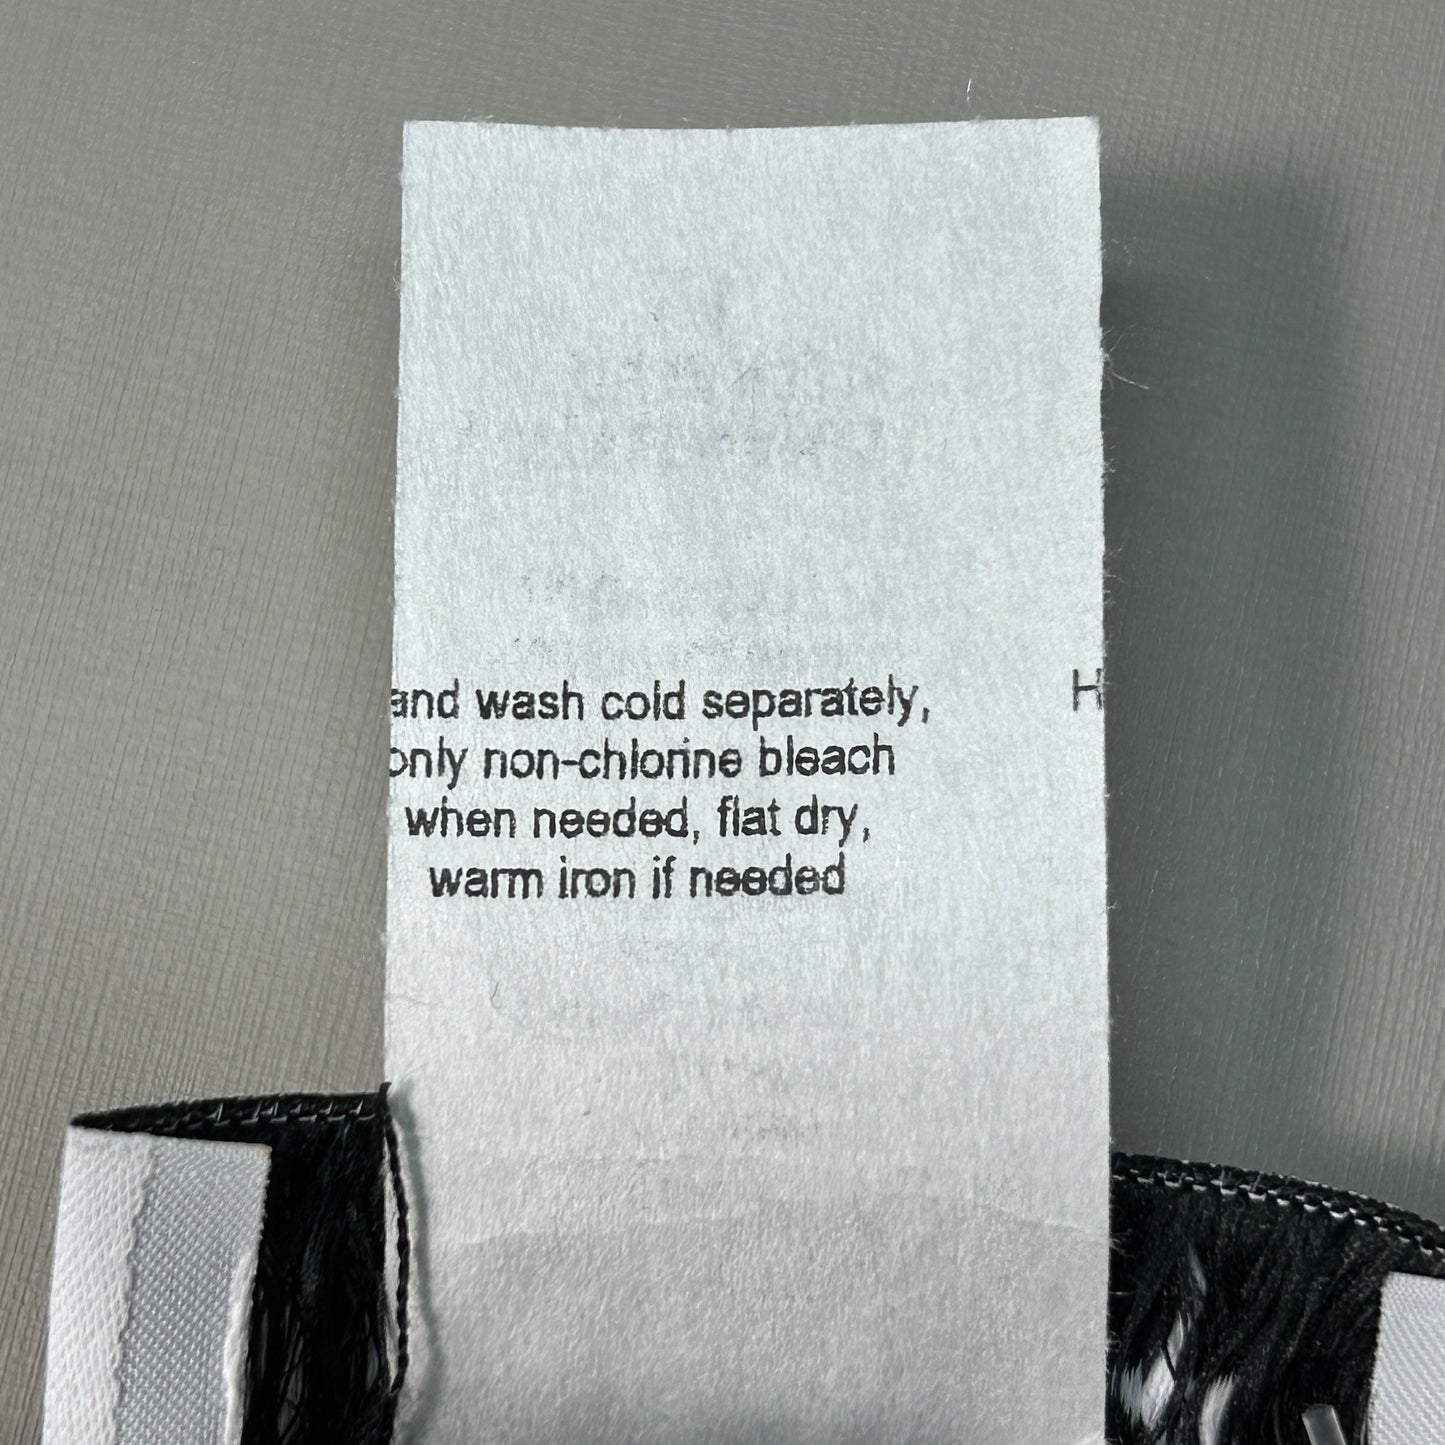 and wash cold separately, H
only non-chlorine bleach
when needed, flat dry,
warm iron if needed